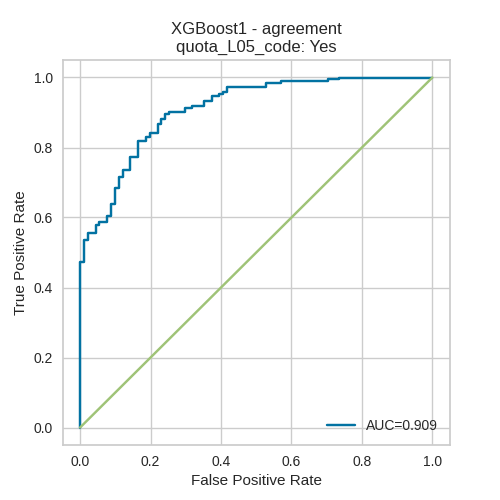 XGBoost1 - agreement
quota_L05_code: Yes
True Positive Rate
1.0
0.8
0.6
0.4
0.2
0.0
AUC=0.909
0.0 0.2 0.4 0.6 0.8 1.0
False Positive Rate